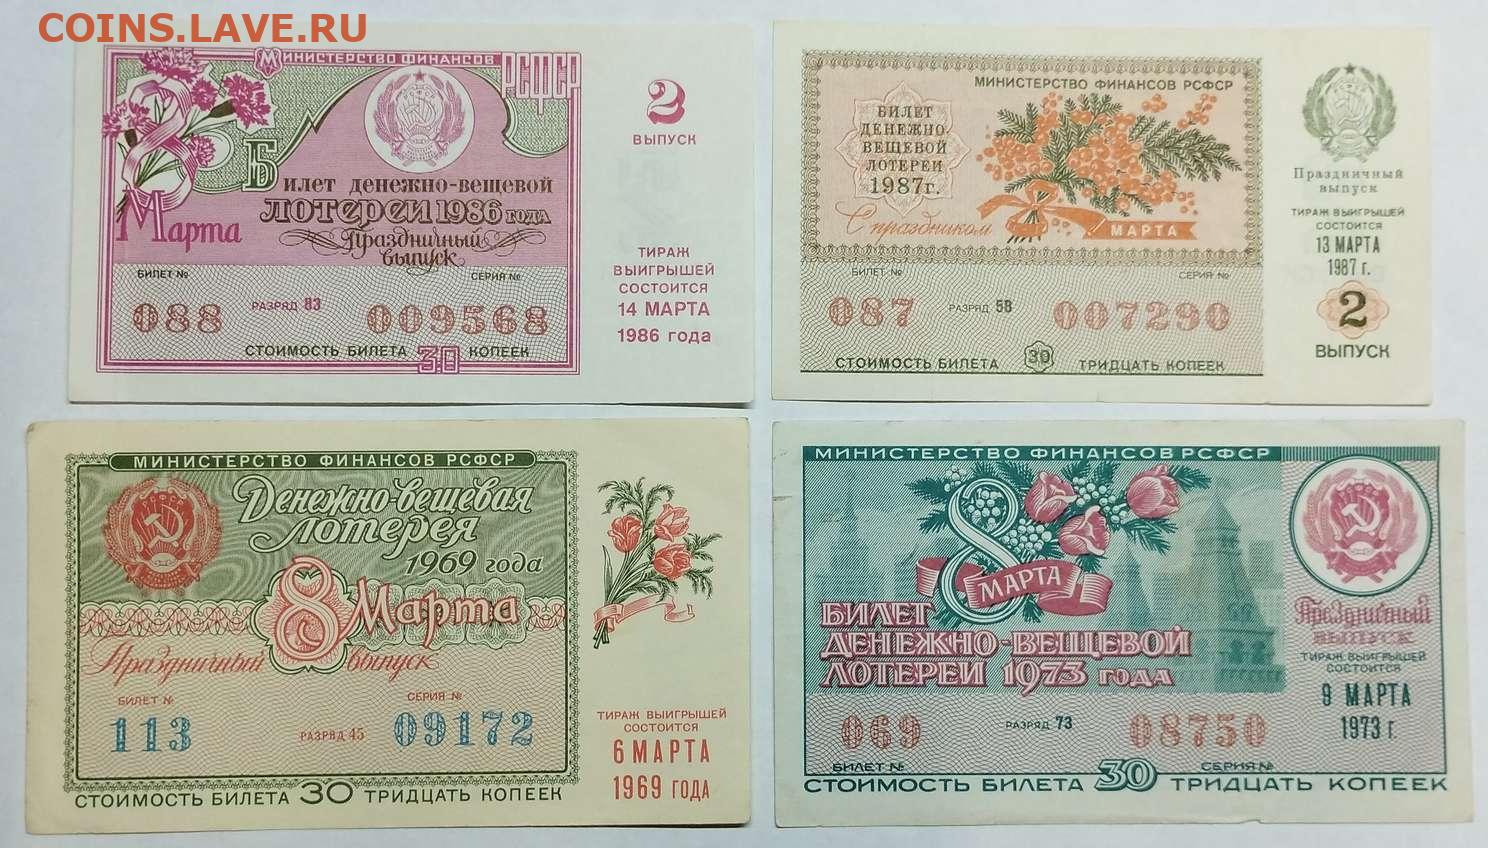 COINS.LAVE.RU
МИНИСТЕРСТВО ФИНАНСОВ РСФСР
8 Марта
Билет денежно-вещевой
ЛОТЕРЕИ 1986 ГОДА
Праздничный
выпуск
БИЛЕТ № СЕРИЯ №
088 РАЗРЯД 83 009568
СТОИМОСТЬ БИЛЕТА 30 КОПЕЕК
2
ВЫПУСК
ТИРАЖ
ВЫИГРЫШЕЙ
СОСТОИТСЯ
14 МАРТА
1986 года
МИНИСТЕРСТВО ФИНАНСОВ РСФСР
БИЛЕТ
ДЕНЕЖНО-
ВЕЩЕВОЙ
ЛОТЕРЕИ
1987г.
С праздником 8 МАРТА
БИЛЕТ № СЕРИЯ №
087 РАЗРЯД 58 007290
СТОИМОСТЬ БИЛЕТА 30 ТРИДЦАТЬ КОПЕЕК
Праздничный
выпуск
ТИРАЖ ВЫИГРЫШЕЙ
СОСТОИТСЯ
13 МАРТА
1987 г.
2
ВЫПУСК
МИНИСТЕРСТВО ФИНАНСОВ РСФСР
РСФСР
Денежно-вещевая
лотерея
1969 года
8 Марта
Праздничный выпуск
БИЛЕТ № СЕРИЯ №
113 РАЗРЯД 45 09172
СТОИМОСТЬ БИЛЕТА 30 ТРИДЦАТЬ КОПЕЕК
ТИРАЖ ВЫИГРЫШЕЙ
СОСТОИТСЯ
6 МАРТА
1969 ГОДА
МИНИСТЕРСТВО ФИНАНСОВ РСФСР
8 МАРТА
БИЛЕТ
ДЕНЕЖНО-ВЕЩЕВОЙ
ЛОТЕРЕИ 1973 ГОДА
069 РАЗРЯД 73 08750
БИЛЕТ № СЕРИЯ №
СТОИМОСТЬ БИЛЕТА 30 ТРИДЦАТЬ КОПЕЕК
Праздничный
выпуск
ТИРАЖ ВЫИГРЫШЕЙ
СОСТОИТСЯ
9 МАРТА
1973 г.